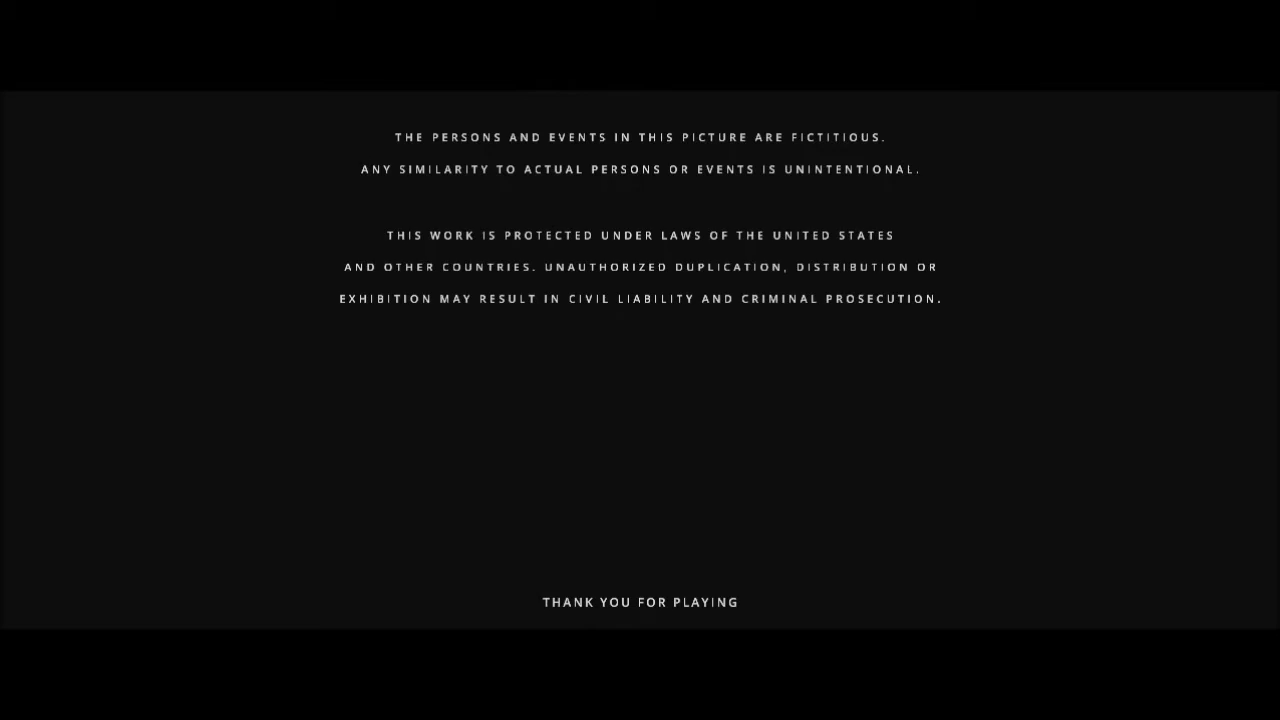 THE PERSONS AND EVENTS IN THIS PICTURE ARE FICTITIOUS.
ANY SIMILARITY TO ACTUAL PERSONS OR EVENTS IS UNINTENTIONAL.
THIS WORK IS PROTECTED UNDER LAWS OF THE UNITED STATES
AND OTHER COUNTRIES. UNAUTHORIZED DUPLICATION, DISTRIBUTION OR
EXHIBITION MAY RESULT IN CIVIL LIABILITY AND CRIMINAL PROSECUTION.
THANK YOU FOR PLAYING